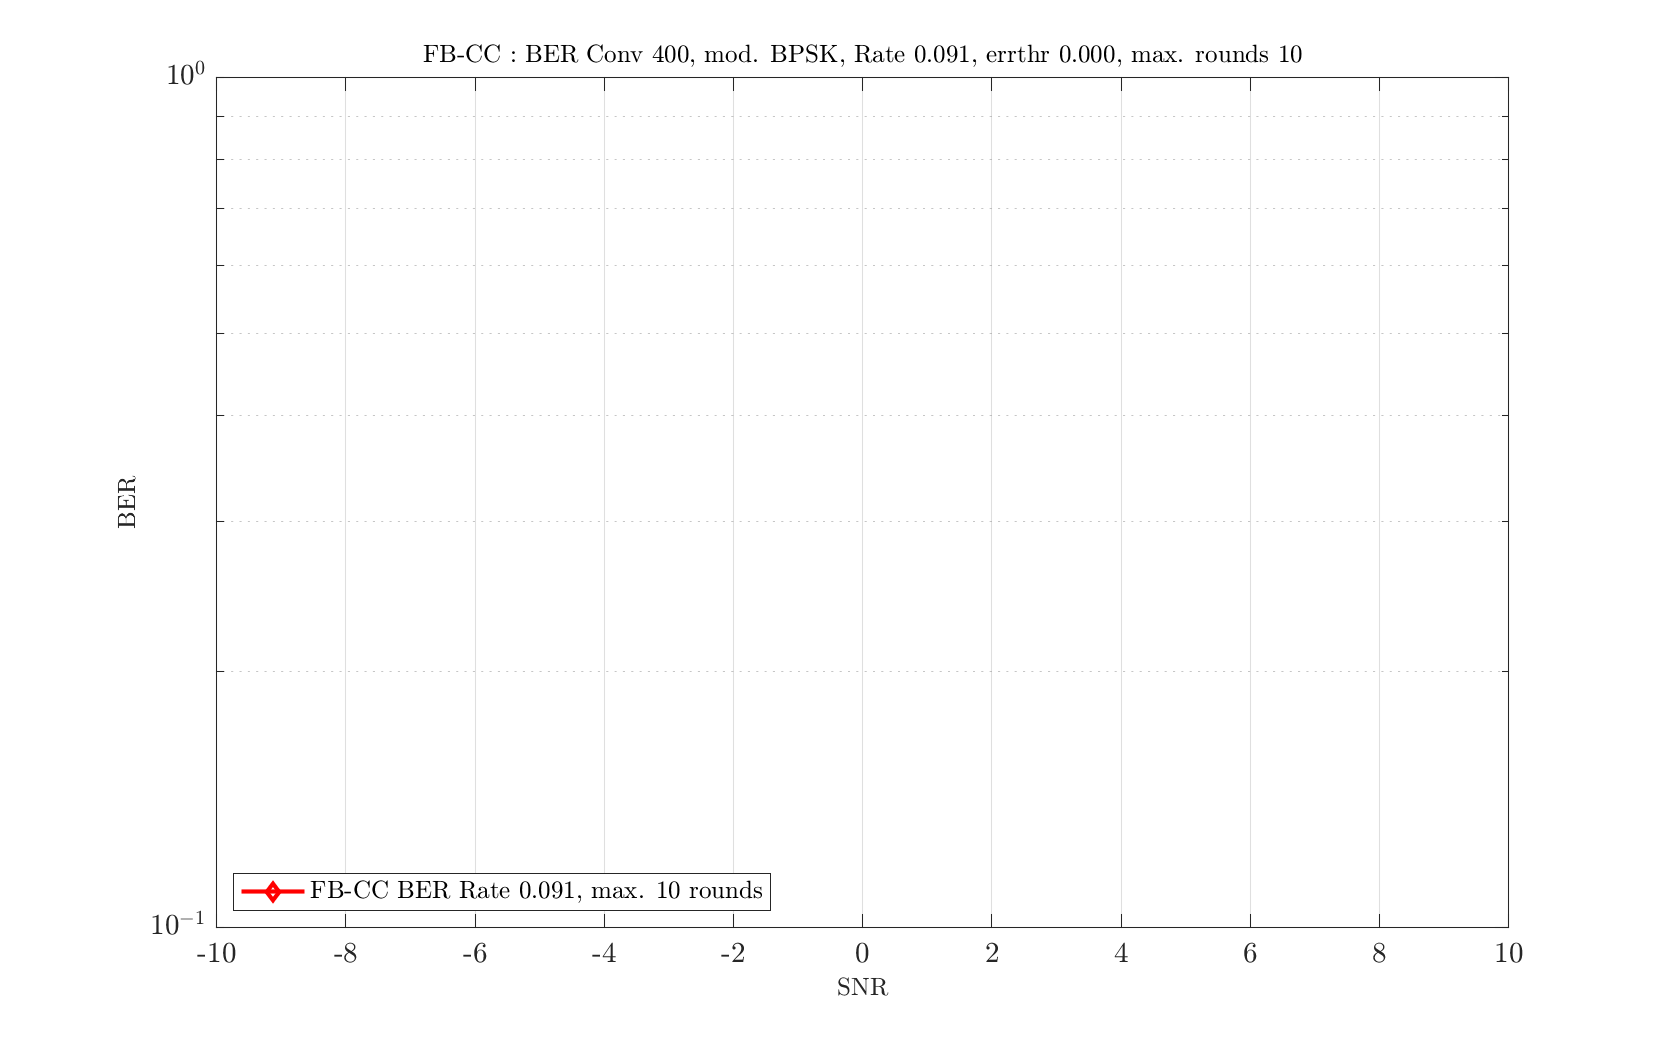 FB-CC : BER Conv 400, mod. BPSK, Rate 0.091, errthr 0.000, max. rounds 10
10⁰
BER
FB-CC BER Rate 0.091, max. 10 rounds
10⁻¹
-10 -8 -6 -4 -2 0 2 4 6 8 10
SNR